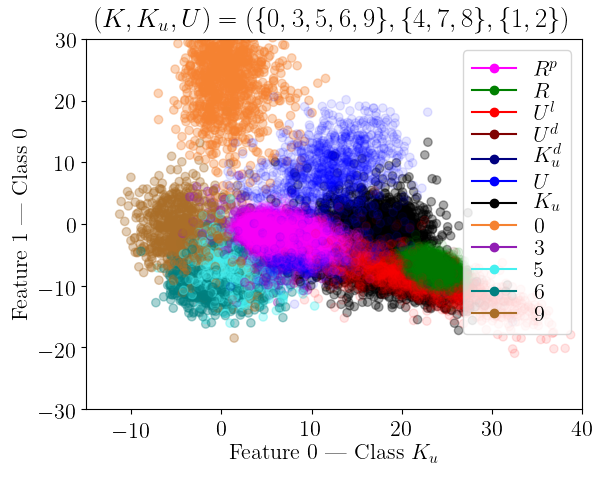 (K, K_u, U) = ({0, 3, 5, 6, 9}, {4, 7, 8}, {1, 2})
30
20
10
0
−10
−20
−30
Feature 1 — Class 0
−10
0
10
20
30
40
Feature 0 — Class K_u
R^p
R
U^l
U^d
K_u^d
U
K_u
0
3
5
6
9